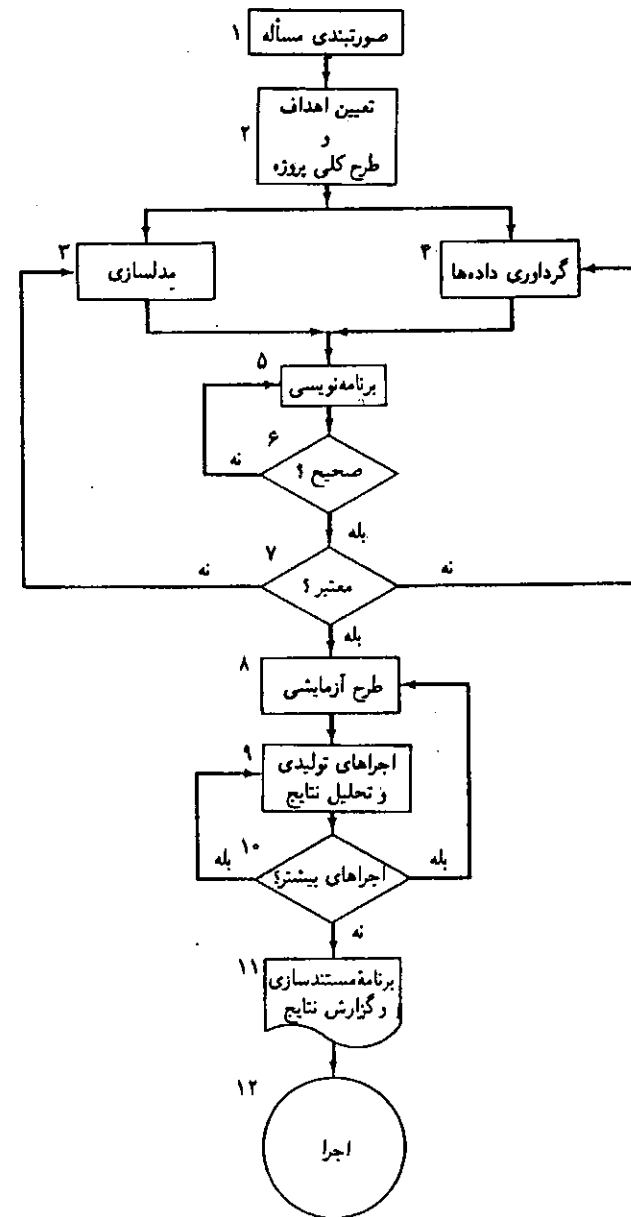 ۱
صورتبندی مسأله
۲
تعیین اهداف
و
طرح کلی پروژه
۳
مدلسازی
۴
گرداوری داده‌ها
۵
برنامه‌نویسی
۶
صحیح ؟
نه
بله
۷
معتبر ؟
نه
نه
بله
۸
طرح آزمایشی
۹
اجراهای تولیدی
و تحلیل نتایج
۱۰
اجراهای بیشتر؟
بله
بله
نه
۱۱
برنامهٔ مستندسازی
و گزارش نتایج
۱۲
اجرا